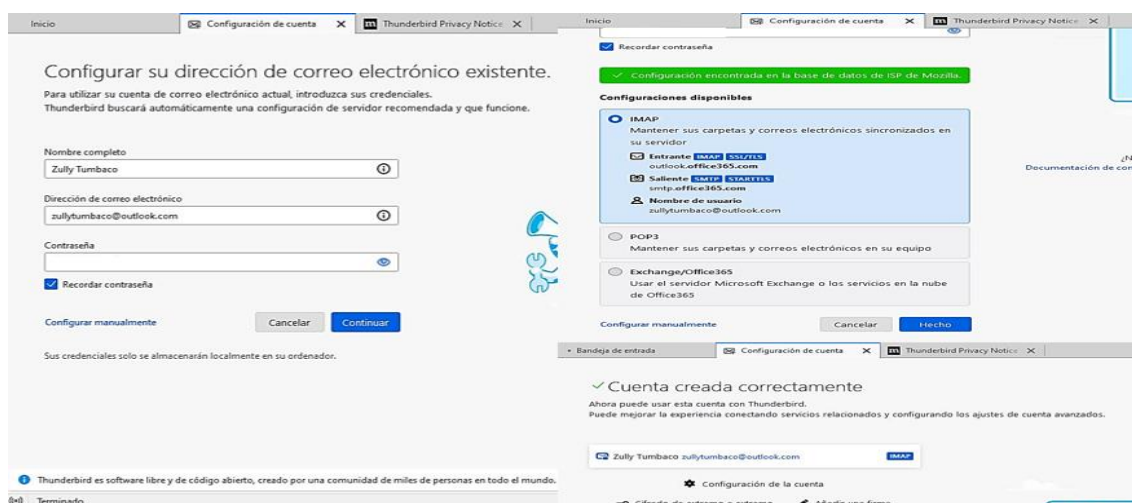 Inicio
Configuración de cuenta
Thunderbird Privacy Notice
Configurar su dirección de correo electrónico existente.
Para utilizar su cuenta de correo electrónico actual, introduzca sus credenciales.
Thunderbird buscará automáticamente una configuración de servidor recomendada y que funcione.
Nombre completo
Zully Tumbaco
Dirección de correo electrónico
zullytumbaco@outlook.com
Contraseña
Recordar contraseña
Configurar manualmente
Cancelar
Continuar
Sus credenciales solo se almacenarán localmente en su ordenador.
Thunderbird es software libre y de código abierto, creado por una comunidad de miles de personas en todo el mundo.
Terminado
Inicio
Configuración de cuenta
Thunderbird Privacy Notice
Recordar contraseña
Configuración encontrada en la base de datos de ISP de Mozilla.
Configuraciones disponibles
IMAP
Mantener sus carpetas y correos electrónicos sincronizados en
su servidor
Entrante IMAP SSL/TLS
outlook.office365.com
Saliente SMTP STARTTLS
smtp.office365.com
Nombre de usuario
zullytumbaco@outlook.com
POP3
Mantener sus carpetas y correos electrónicos en su equipo
Exchange/Office365
Usar el servidor Microsoft Exchange o los servicios en la nube
de Office365
Configurar manualmente
Cancelar
Hecho
¿N
Documentación de con
Bandeja de entrada
Configuración de cuenta
Thunderbird Privacy Notice
Cuenta creada correctamente
Ahora puede usar esta cuenta con Thunderbird.
Puede mejorar la experiencia conectando servicios relacionados y configurando los ajustes de cuenta avanzados.
Zully Tumbaco zullytumbaco@outlook.com IMAP
Configuración de la cuenta
Cifrado de extremo a extremo
Añadir una firma